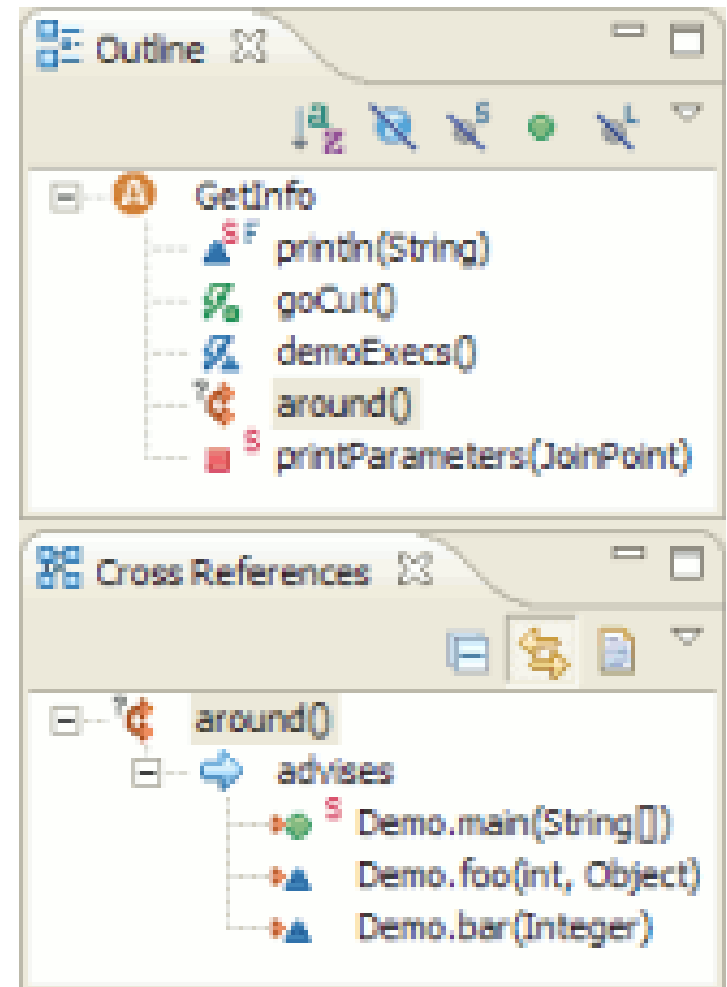 Outline
GetInfo
println(String)
goCut()
demoExecs()
around()
printParameters(JoinPoint)
Cross References
around()
advises
Demo.main(String[])
Demo.foo(int, Object)
Demo.bar(Integer)